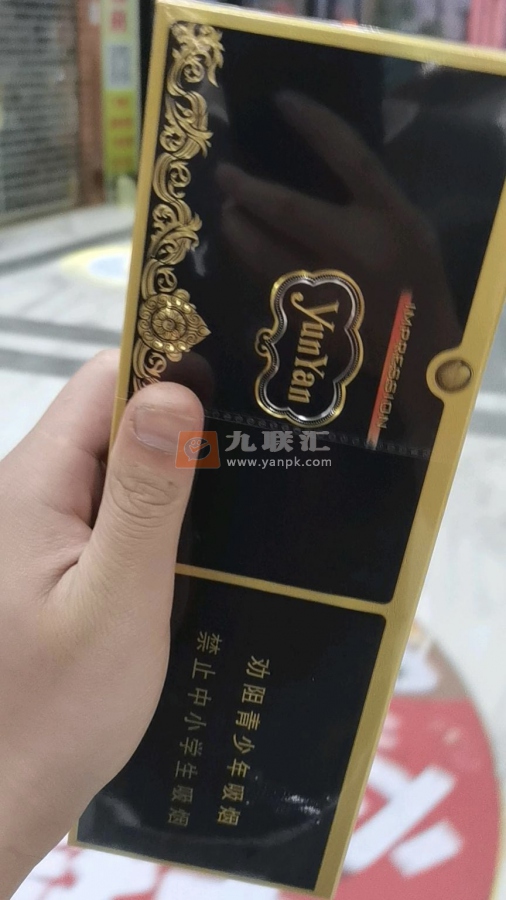 YunYan
IMPRESSION
九联汇
www.yanpk.com
劝阻青少年吸烟
禁止中小学生吸烟